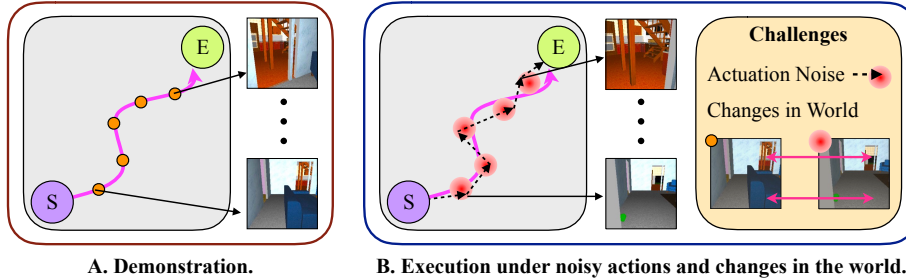 E
S
A. Demonstration.
E
S
B. Execution under noisy actions and changes in the world.
Challenges
Actuation Noise
Changes in World